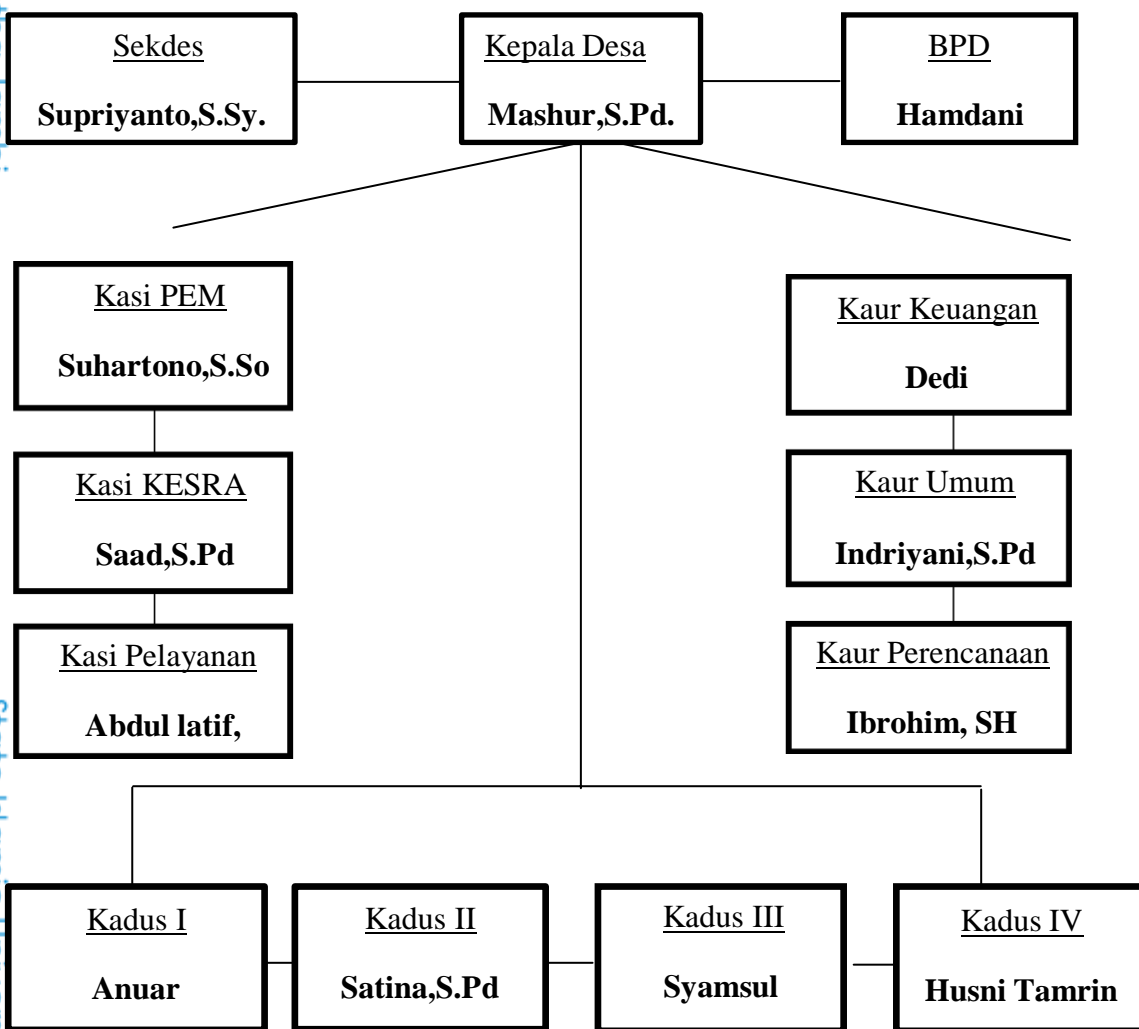 Sekdes
Supriyanto,S.Sy.
Kepala Desa
Mashur,S.Pd.
BPD
Hamdani
Kasi PEM
Suhartono,S.So
Kasi KESRA
Saad,S.Pd
Kasi Pelayanan
Abdul latif,
Kaur Keuangan
Dedi
Kaur Umum
Indriyani,S.Pd
Kaur Perencanaan
Ibrohim, SH
Kadus I
Anuar
Kadus II
Satina,S.Pd
Kadus III
Syamsul
Kadus IV
Husni Tamrin